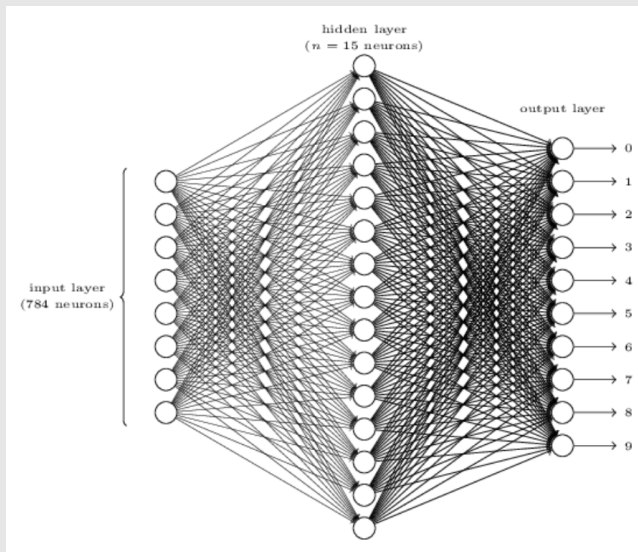 hidden layer
(n = 15 neurons)
output layer
input layer
(784 neurons)
0
1
2
3
4
5
6
7
8
9